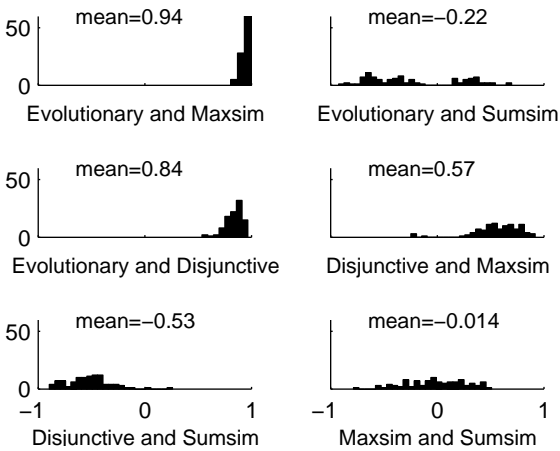 50
0
mean=0.94
Evolutionary and Maxsim
mean=−0.22
Evolutionary and Sumsim
50
0
mean=0.84
Evolutionary and Disjunctive
mean=0.57
Disjunctive and Maxsim
50
0
mean=−0.53
−1 0 1
Disjunctive and Sumsim
mean=−0.014
−1 0 1
Maxsim and Sumsim